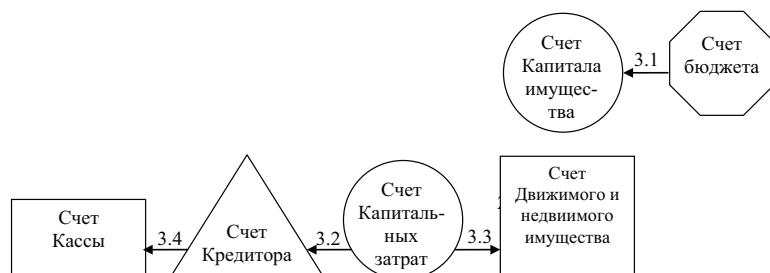 Счет
Капитала
имущес-
тва
3.1
Счет
бюджета
Счет
Кассы
3.4
Счет
Кредитора
3.2
Счет
Капиталь-
ных
затрат
3.3
Счет
Движимого и
недвиимого
имущества